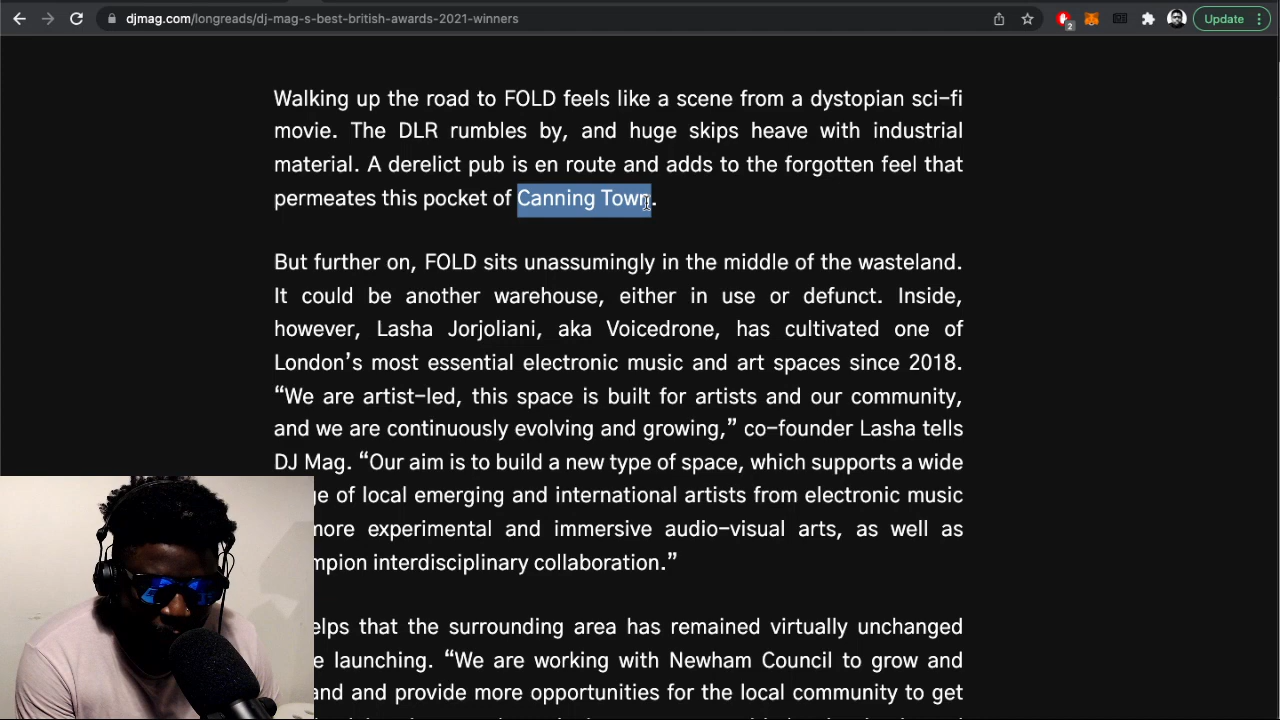 djmag.com/longreads/dj-mag-s-best-british-awards-2021-winners
2
Update
Walking up the road to FOLD feels like a scene from a dystopian sci-fi
movie. The DLR rumbles by, and huge skips heave with industrial
material. A derelict pub is en route and adds to the forgotten feel that
permeates this pocket of Canning Town.
But further on, FOLD sits unassumingly in the middle of the wasteland.
It could be another warehouse, either in use or defunct. Inside,
however, Lasha Jorjoliani, aka Voicedrone, has cultivated one of
London’s most essential electronic music and art spaces since 2018.
“We are artist-led, this space is built for artists and our community,
and we are continuously evolving and growing,” co-founder Lasha tells
DJ Mag. “Our aim is to build a new type of space, which supports a wide
of local emerging and international artists from electronic music
more experimental and immersive audio-visual arts, as well as
interdisciplinary collaboration.”
that the surrounding area has remained virtually unchanged
launching. “We are working with Newham Council to grow and
and provide more opportunities for the local community to get